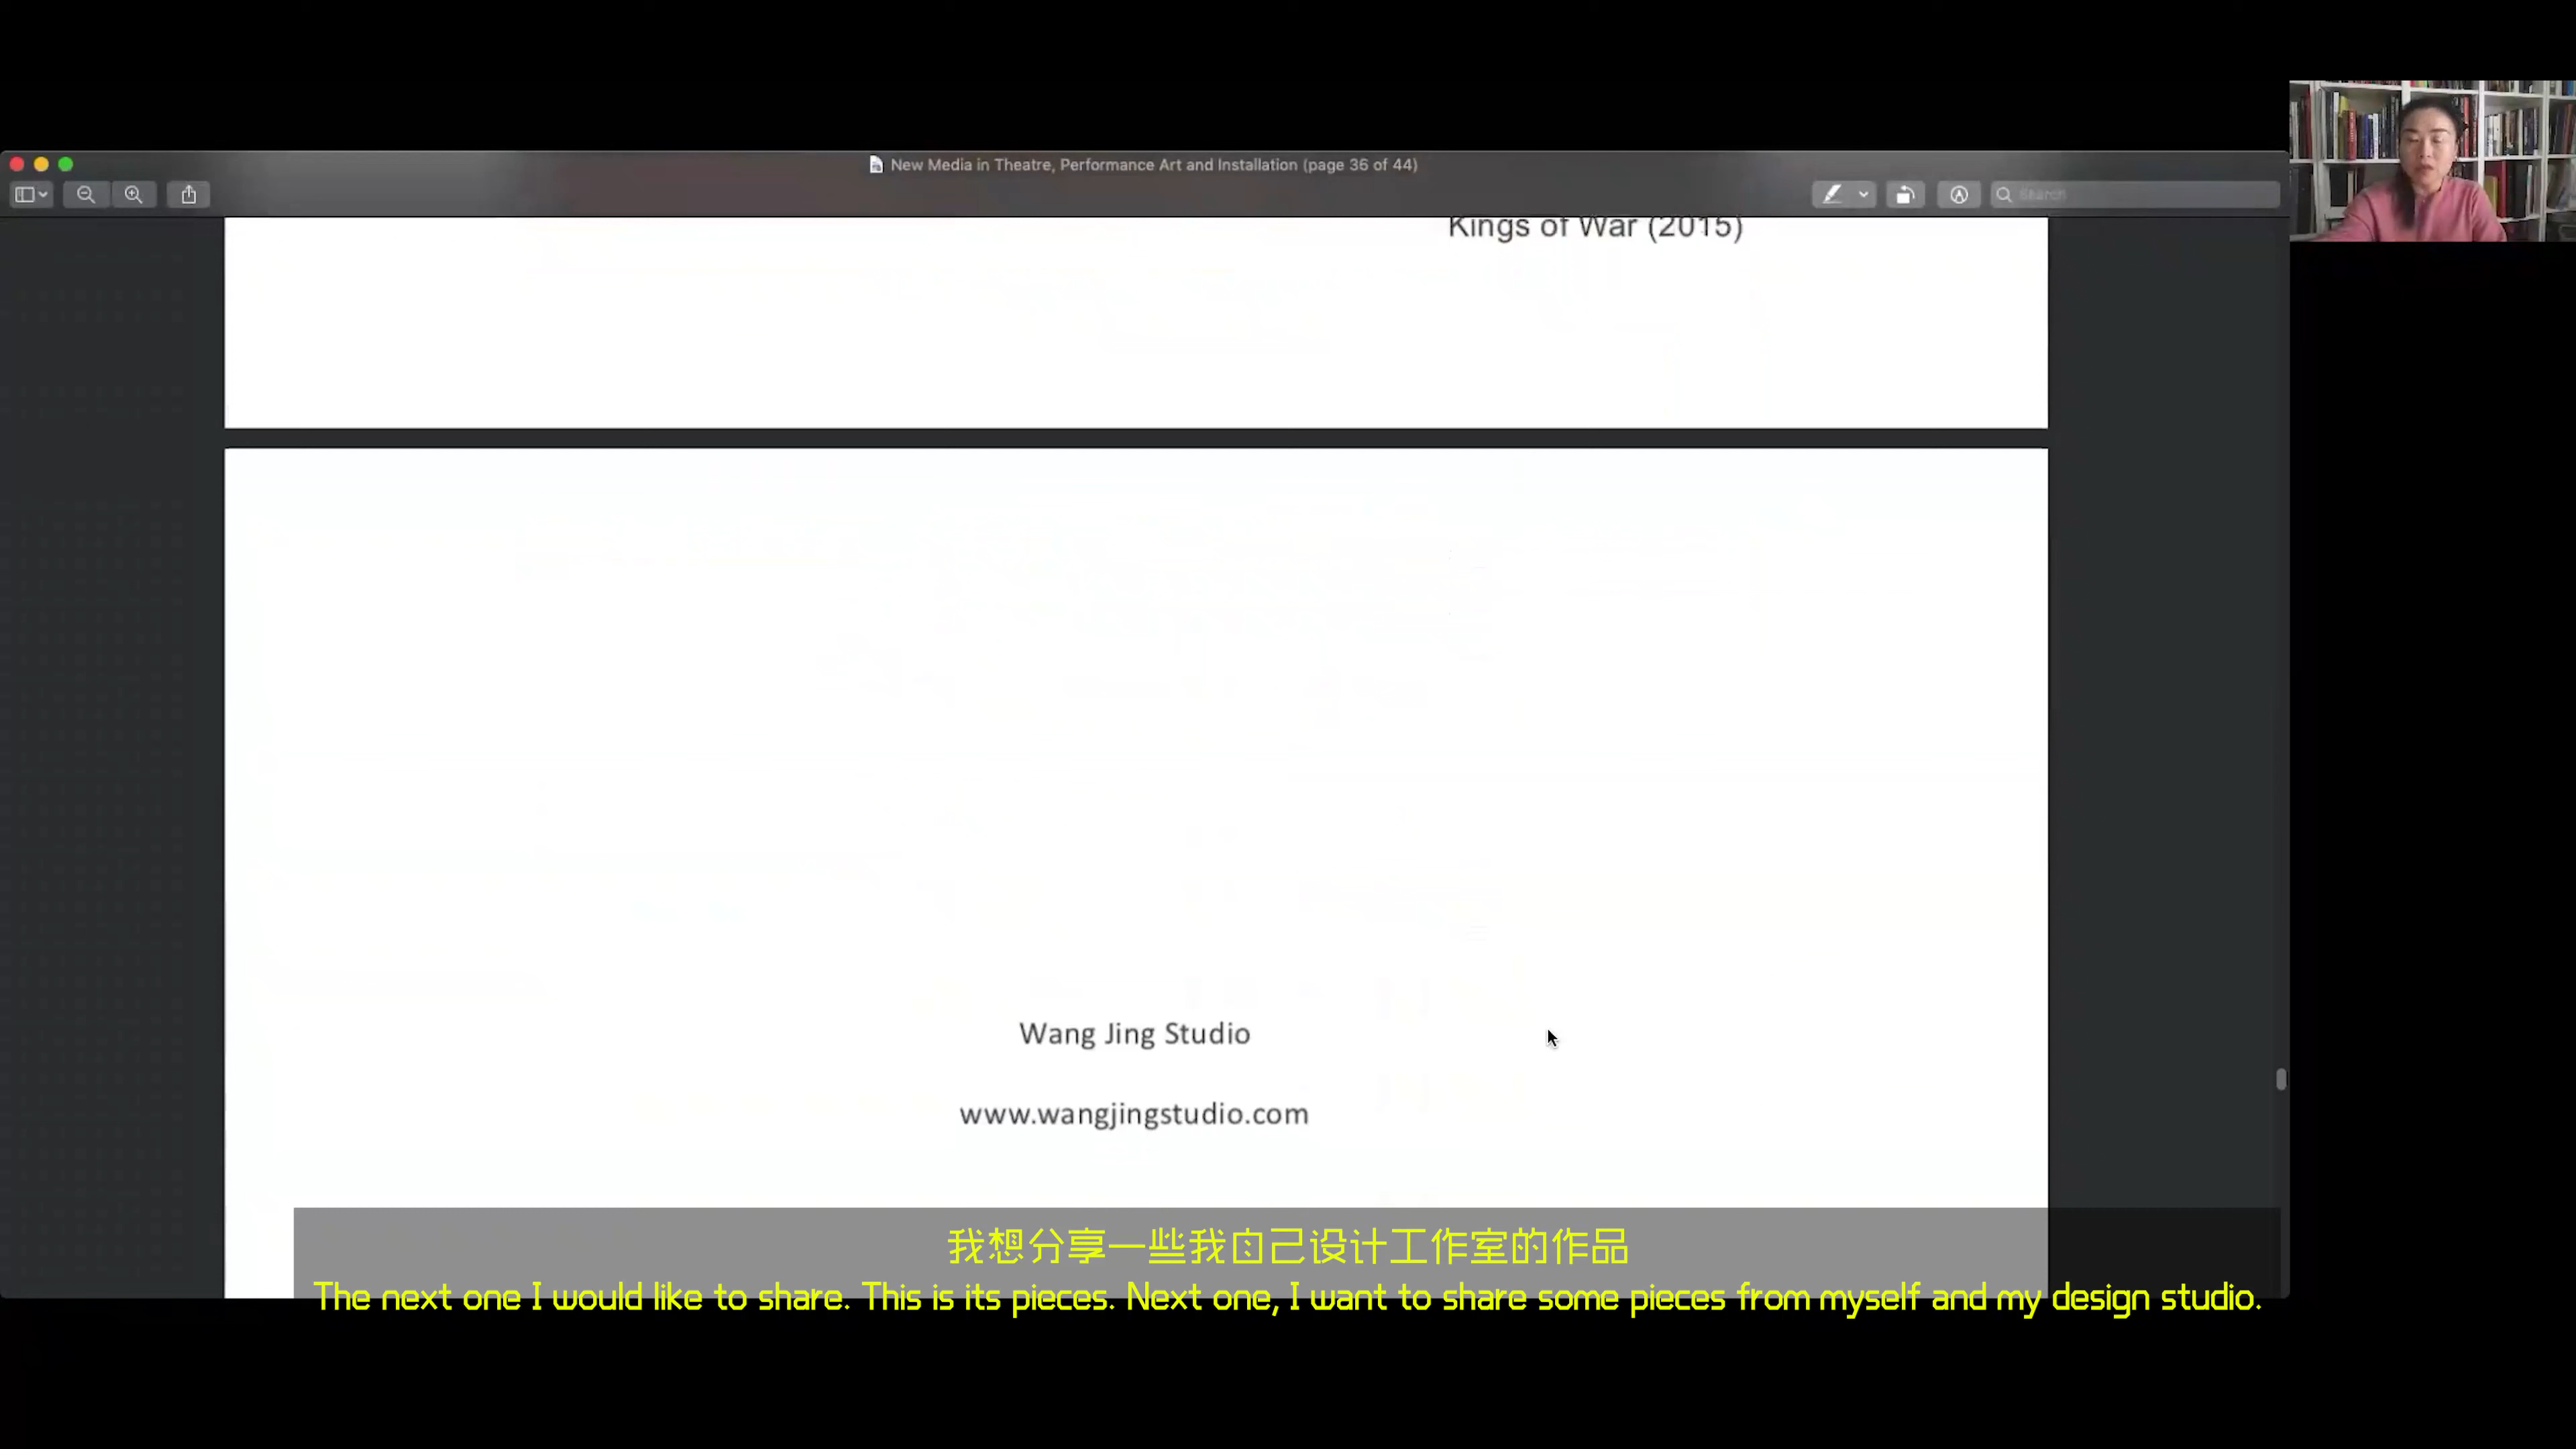 New Media in Theatre, Performance Art and Installation (page 36 of 44)
Search
Kings of War (2015)
Wang Jing Studio
www.wangjingstudio.com
我想分享一些我自己设计工作室的作品
The next one I would like to share. This is its pieces. Next one, I want to share some pieces from myself and my design studio.